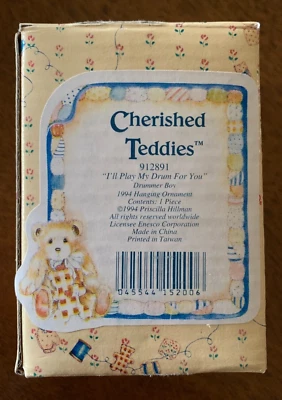 Cherished
Teddies™
912891
"I'll Play My Drum For You"
Drummer Boy
1994 Hanging Ornament
Contents: 1 Piece
©1994 Priscilla Hillman
All rights reserved worldwide
Licensee Enesco Corporation
Made in China
Printed in Taiwan
045544 152006